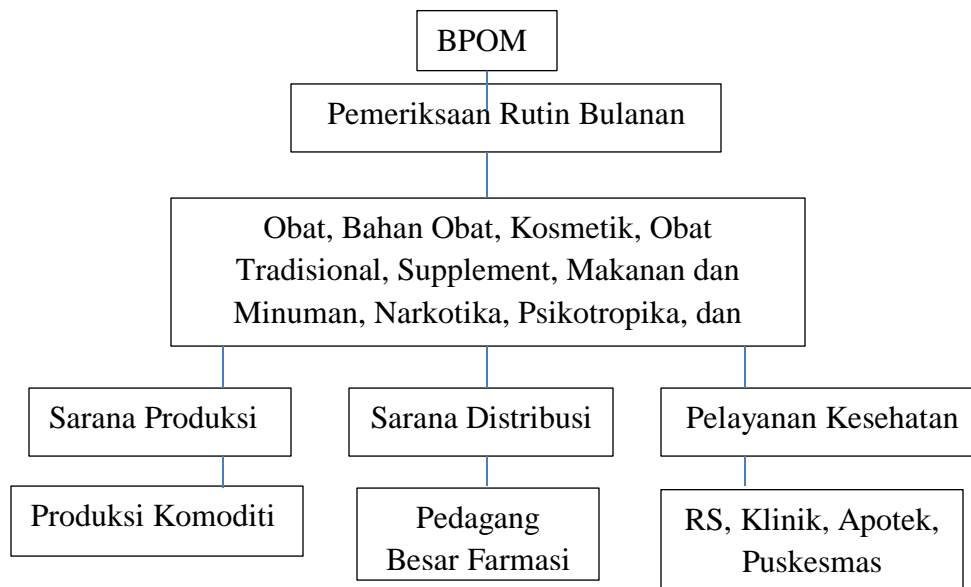 BPOM
Pemeriksaan Rutin Bulanan
Obat, Bahan Obat, Kosmetik, Obat
Tradisional, Supplement, Makanan dan
Minuman, Narkotika, Psikotropika, dan
Sarana Produksi
Sarana Distribusi
Pelayanan Kesehatan
Produksi Komoditi
Pedagang
Besar Farmasi
RS, Klinik, Apotek,
Puskesmas